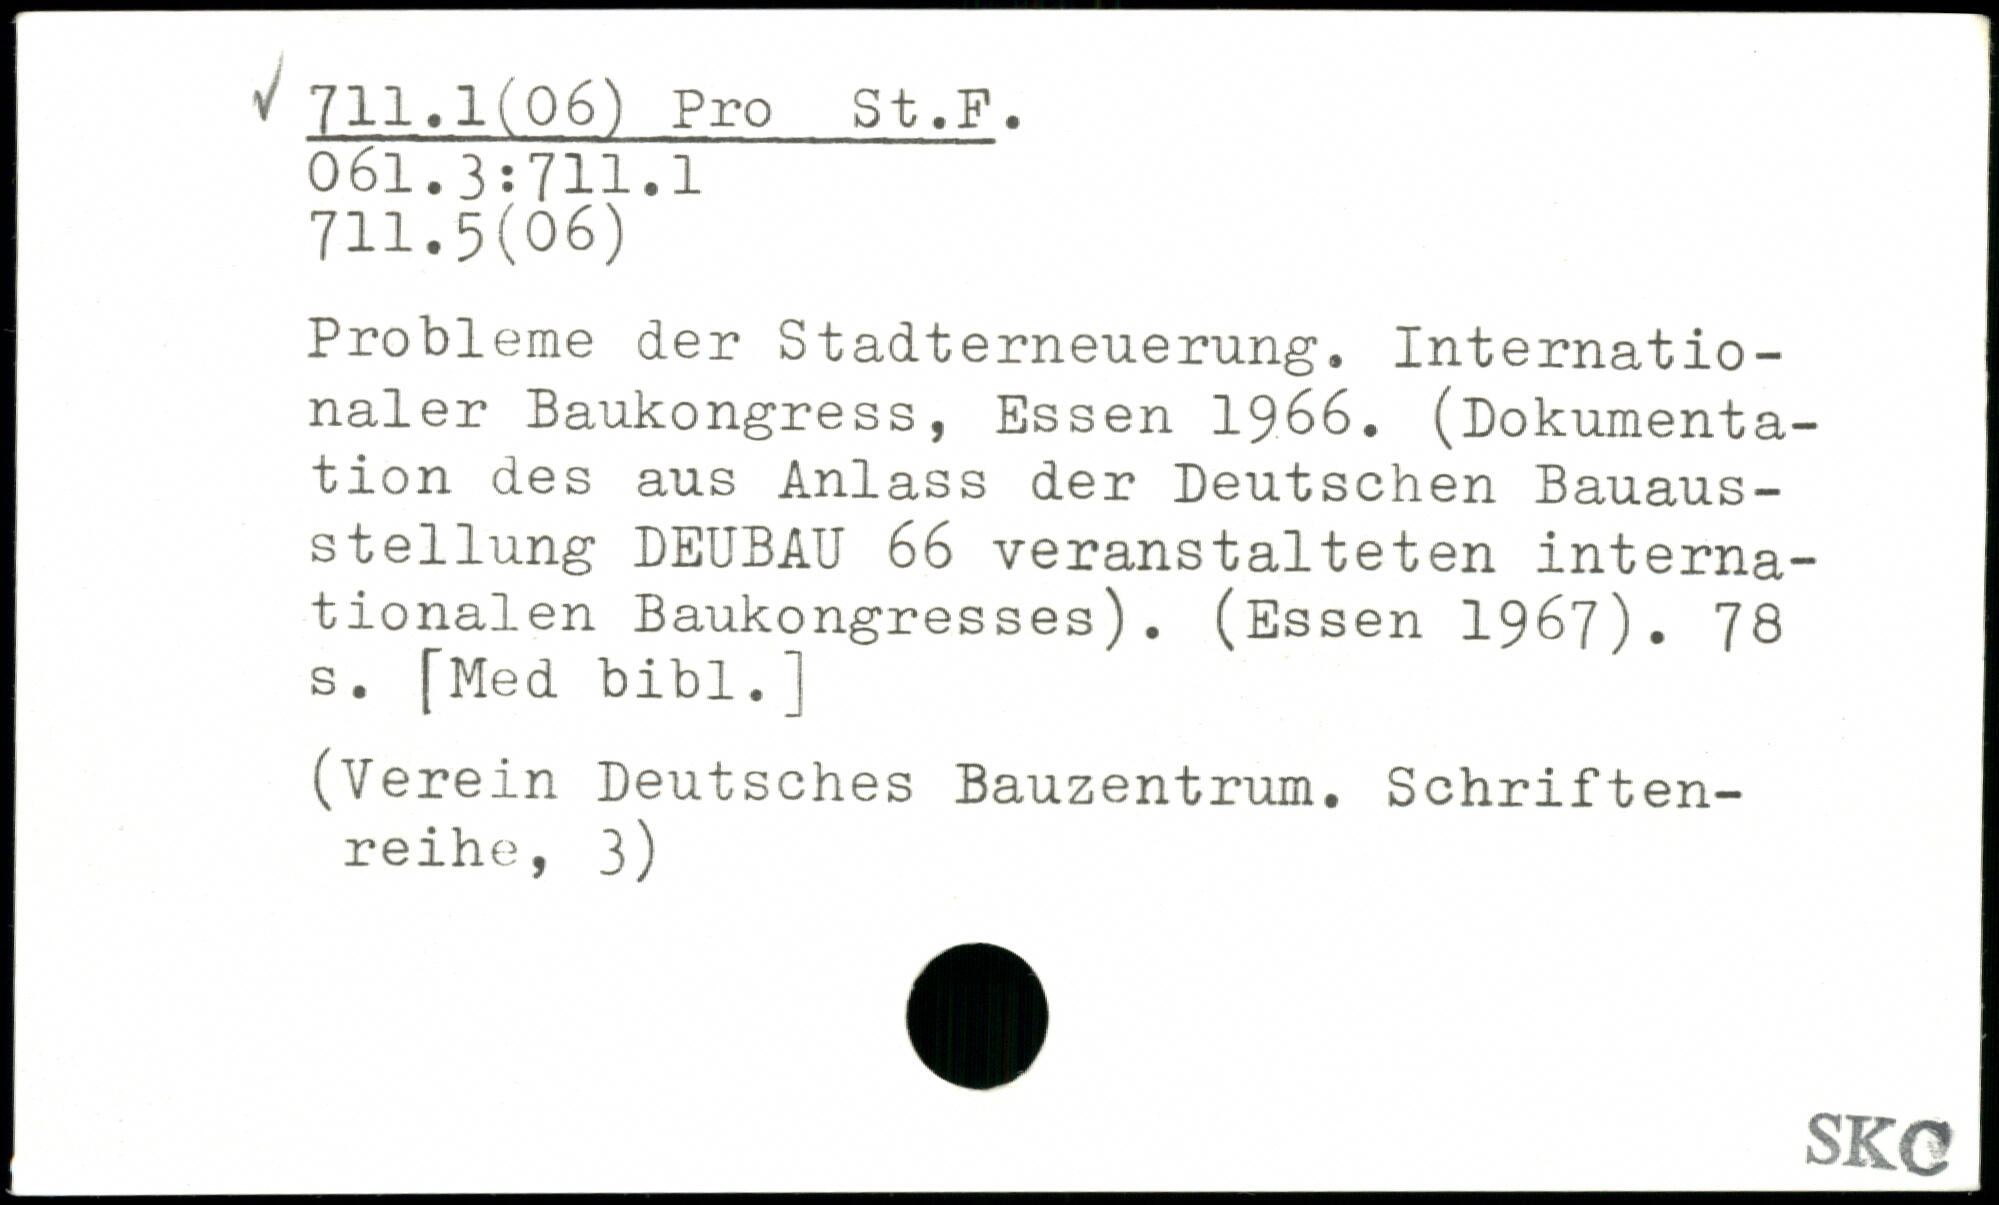 ✓ 711.1(06) Pro St.F.
061.3:711.1
711.5(06)
Probleme der Stadterneuerung. Internatio-
naler Baukongress, Essen 1966. (Dokumenta-
tion des aus Anlass der Deutschen Bauaus-
stellung DEUBAU 66 veranstalteten interna-
tionalen Baukongresses). (Essen 1967). 78
s. [Med bibl.]
(Verein Deutsches Bauzentrum. Schriften-
reihe, 3)
SKC